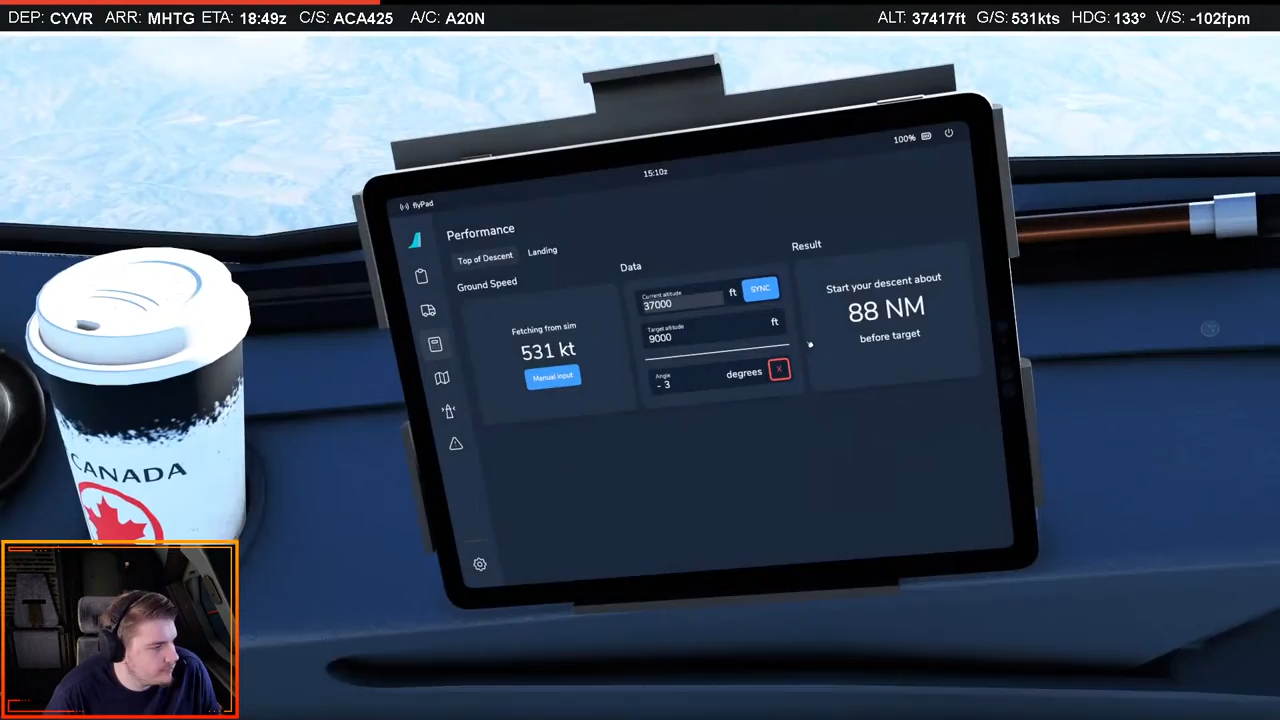 DEP: CYVR ARR: MHTG ETA: 18:49z C/S: ACA425 A/C: A20N
ALT: 37417ft G/S: 531kts HDG: 133° V/S: -102fpm
flyPad
15:10z
100%
Performance
Top of Descent
Landing
Ground Speed
Fetching from sim
531 kt
Manual Input
Data
Current altitude
37000
ft
SYNC
Target altitude
9000
ft
Angle
- 3
degrees
X
Result
Start your descent about
88 NM
before target
CANADA